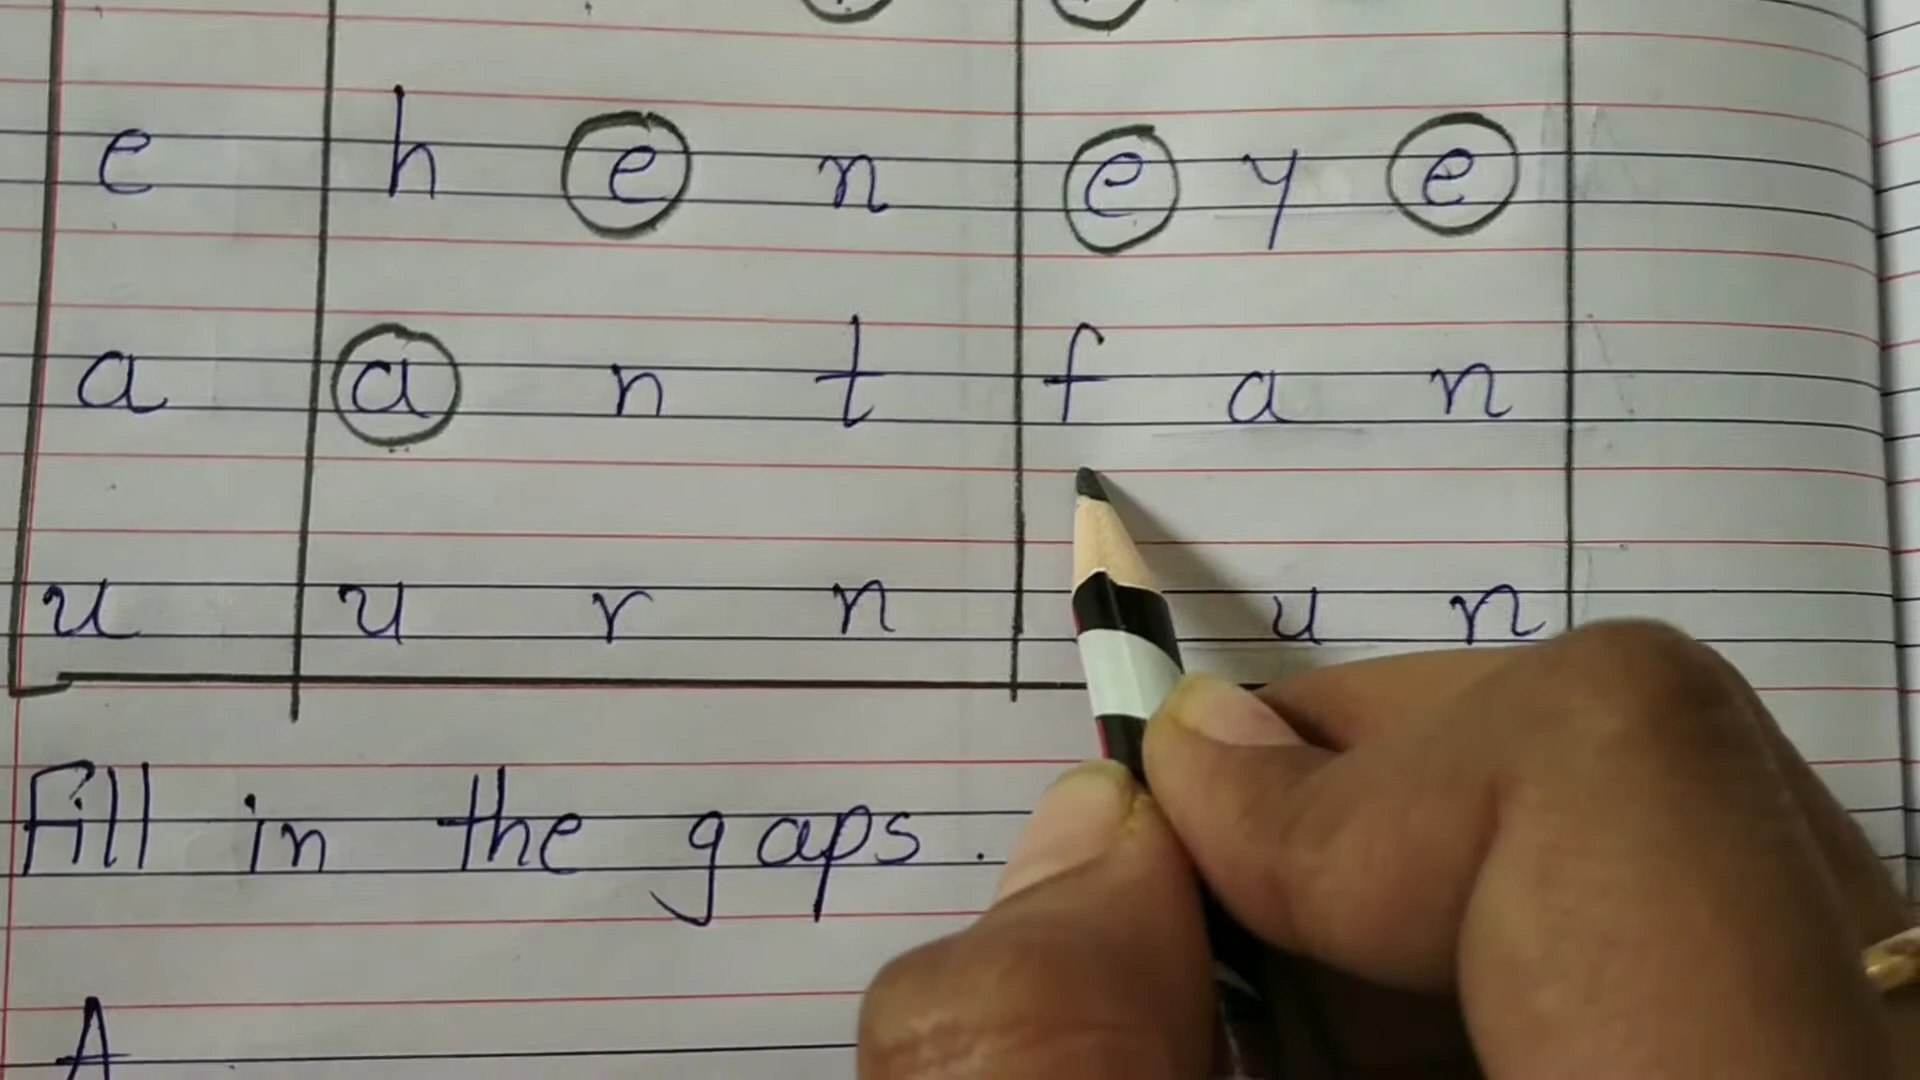 e h e n e y e
a a n t f a n
u u r n u n
Fill in the gaps.
A